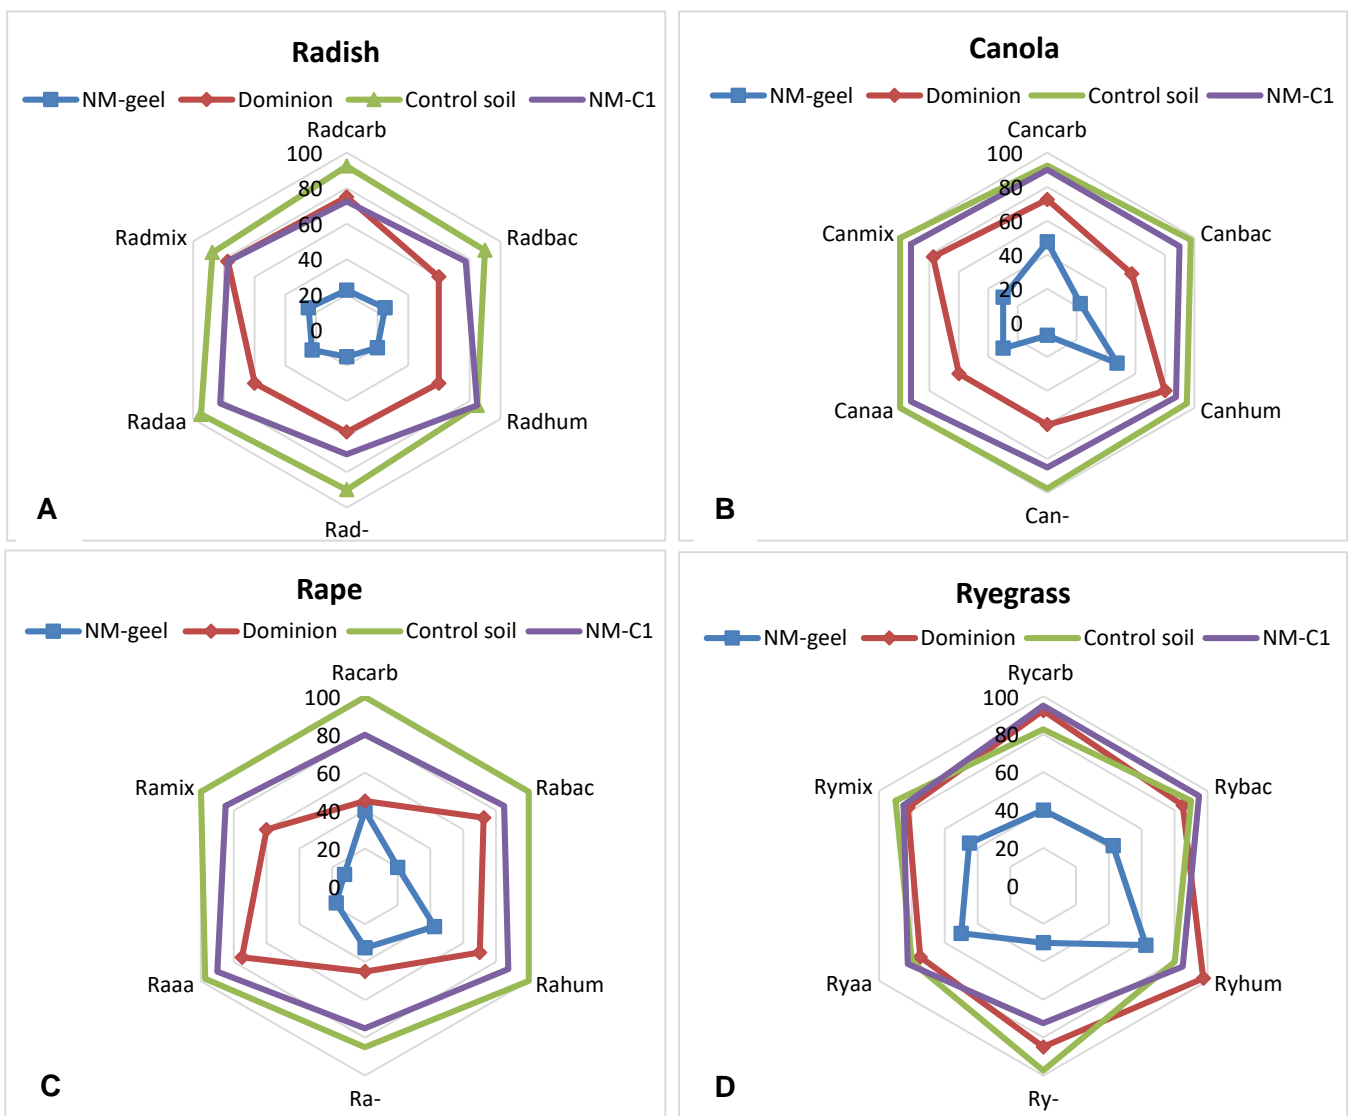 Radish
NM-geel Dominion Control soil NM-C1
Radcarb
100
80
60
40
20
0
Radbac
Radhum
Rad-
Radaa
Radmix
A
Canola
NM-geel Dominion Control soil NM-C1
Cancarb
100
80
60
40
20
0
Canbac
Canhum
Can-
Canaa
Canmix
B
Rape
NM-geel Dominion Control soil NM-C1
Racarb
100
80
60
40
20
0
Rabac
Rahum
Ra-
Raaa
Ramix
C
Ryegrass
NM-geel Dominion Control soil NM-C1
Rycarb
100
80
60
40
20
0
Rybac
Ryhum
Ry-
Ryaa
Rymix
D